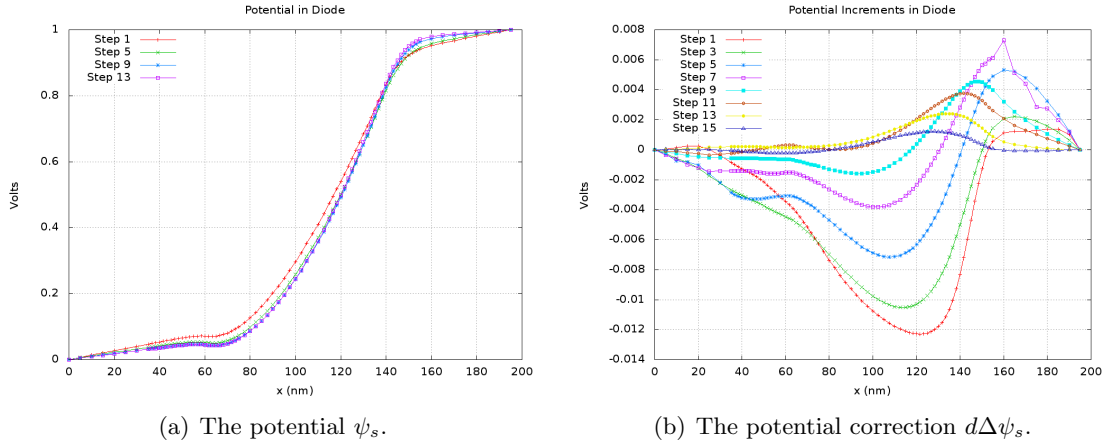 Potential in Diode
Step 1
Step 5
Step 9
Step 13
1
0.8
0.6
0.4
0.2
0
0 20 40 60 80 100 120 140 160 180 200
Volts
x (nm)
(a) The potential ψs.
Potential Increments in Diode
Step 1
Step 3
Step 5
Step 7
Step 9
Step 11
Step 13
Step 15
0.008
0.006
0.004
0.002
0
-0.002
-0.004
-0.006
-0.008
-0.01
-0.012
-0.014
0 20 40 60 80 100 120 140 160 180 200
Volts
x (nm)
(b) The potential correction dΔψs.